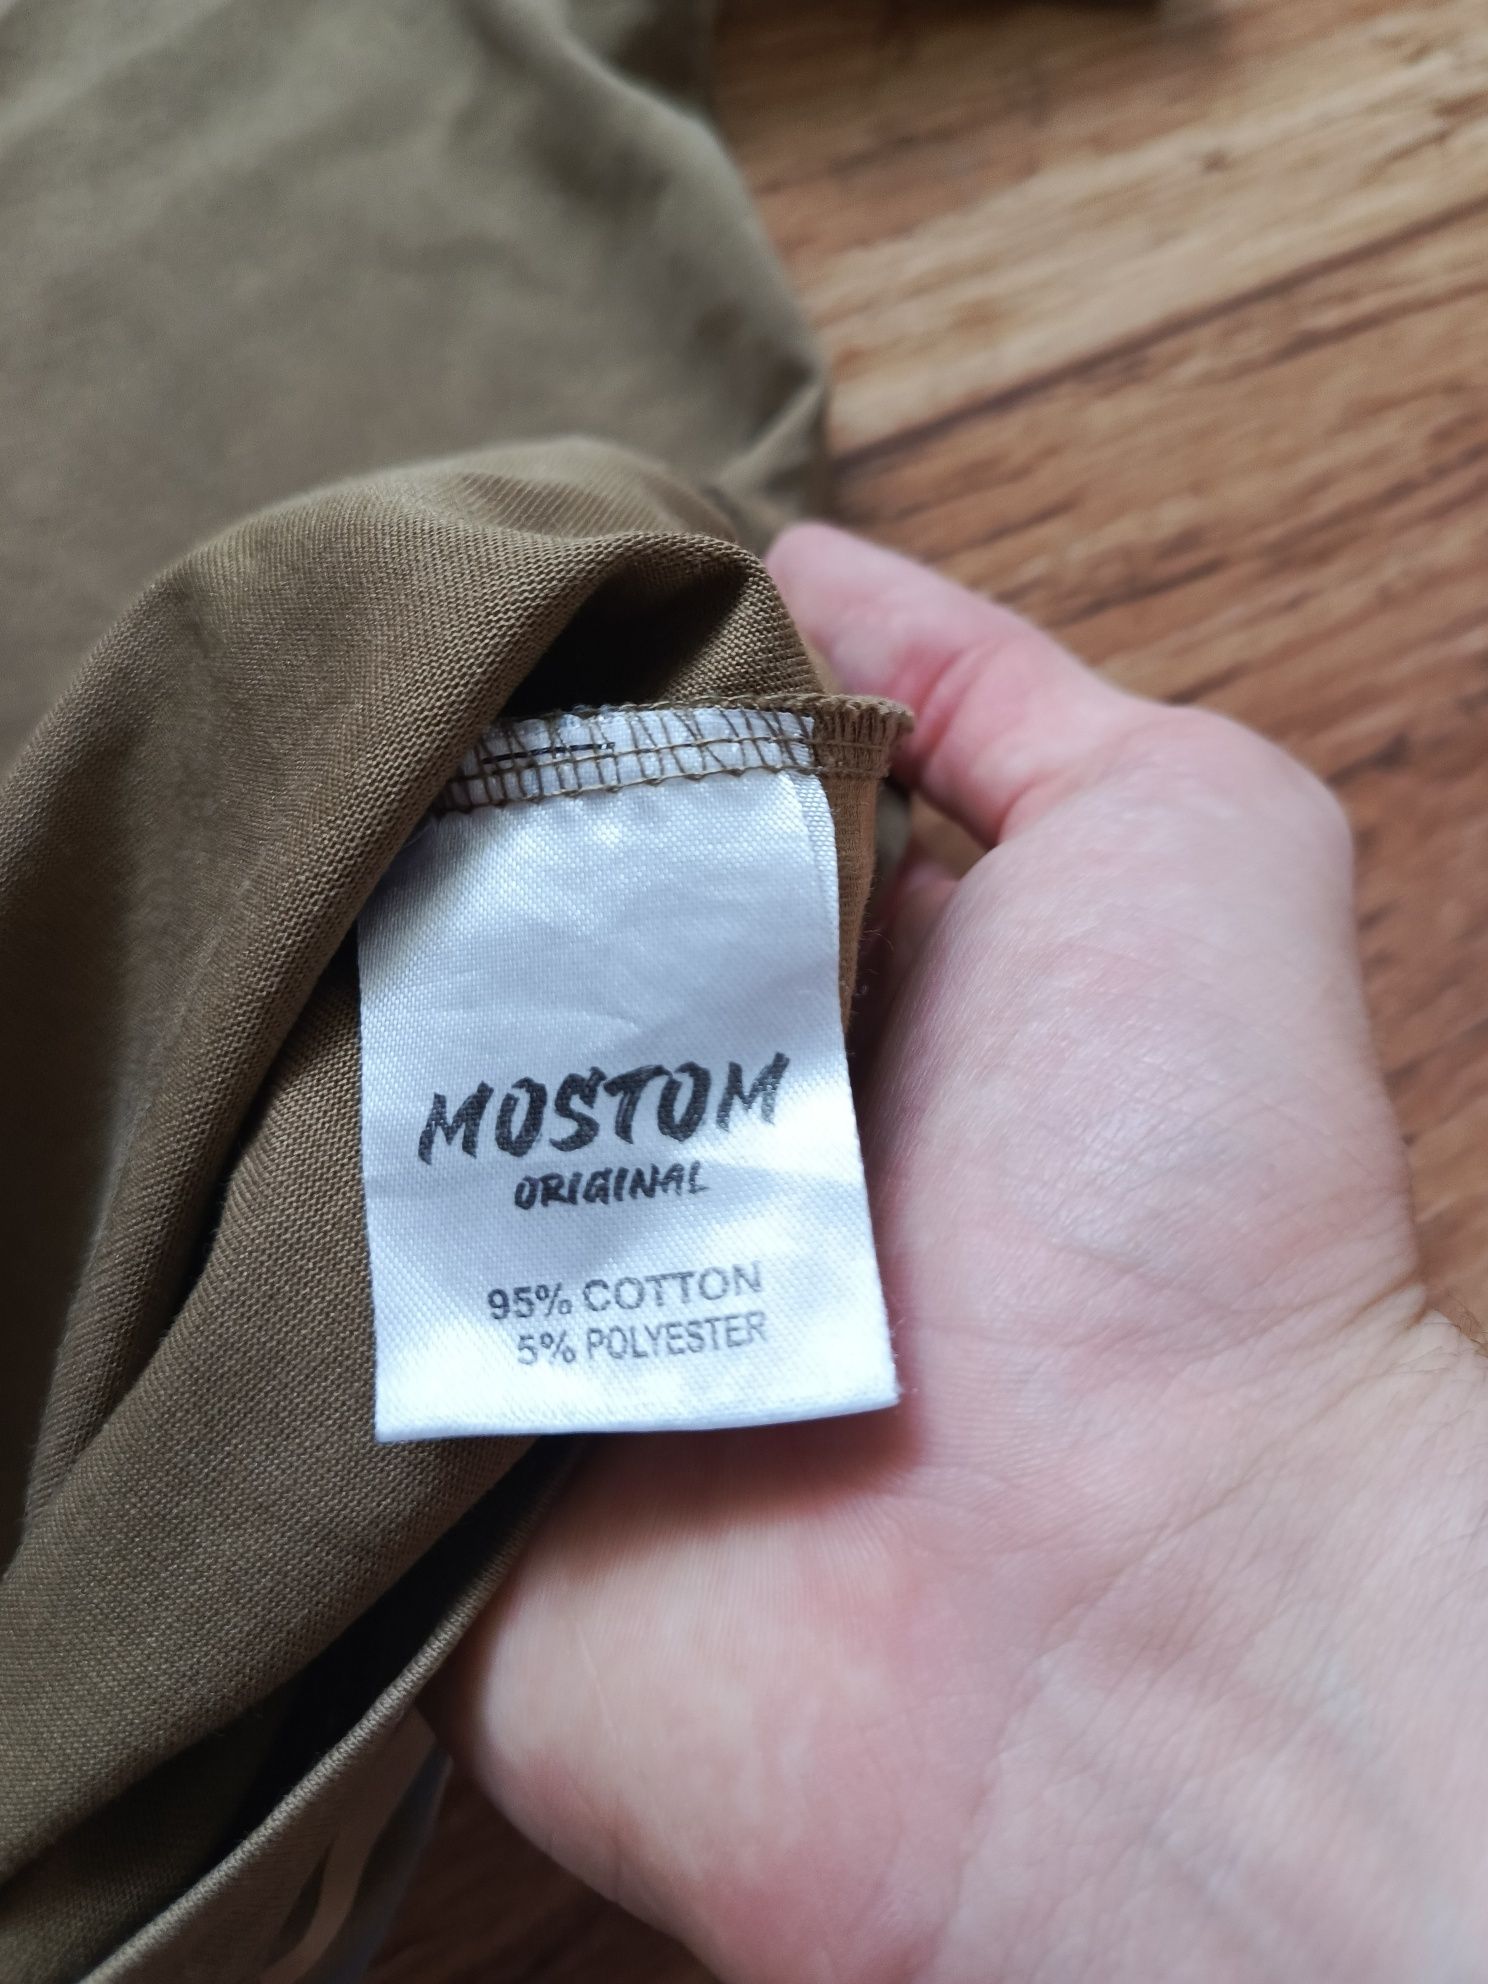 MOSTOM
ORIGINAL
95% COTTON
5% POLYESTER